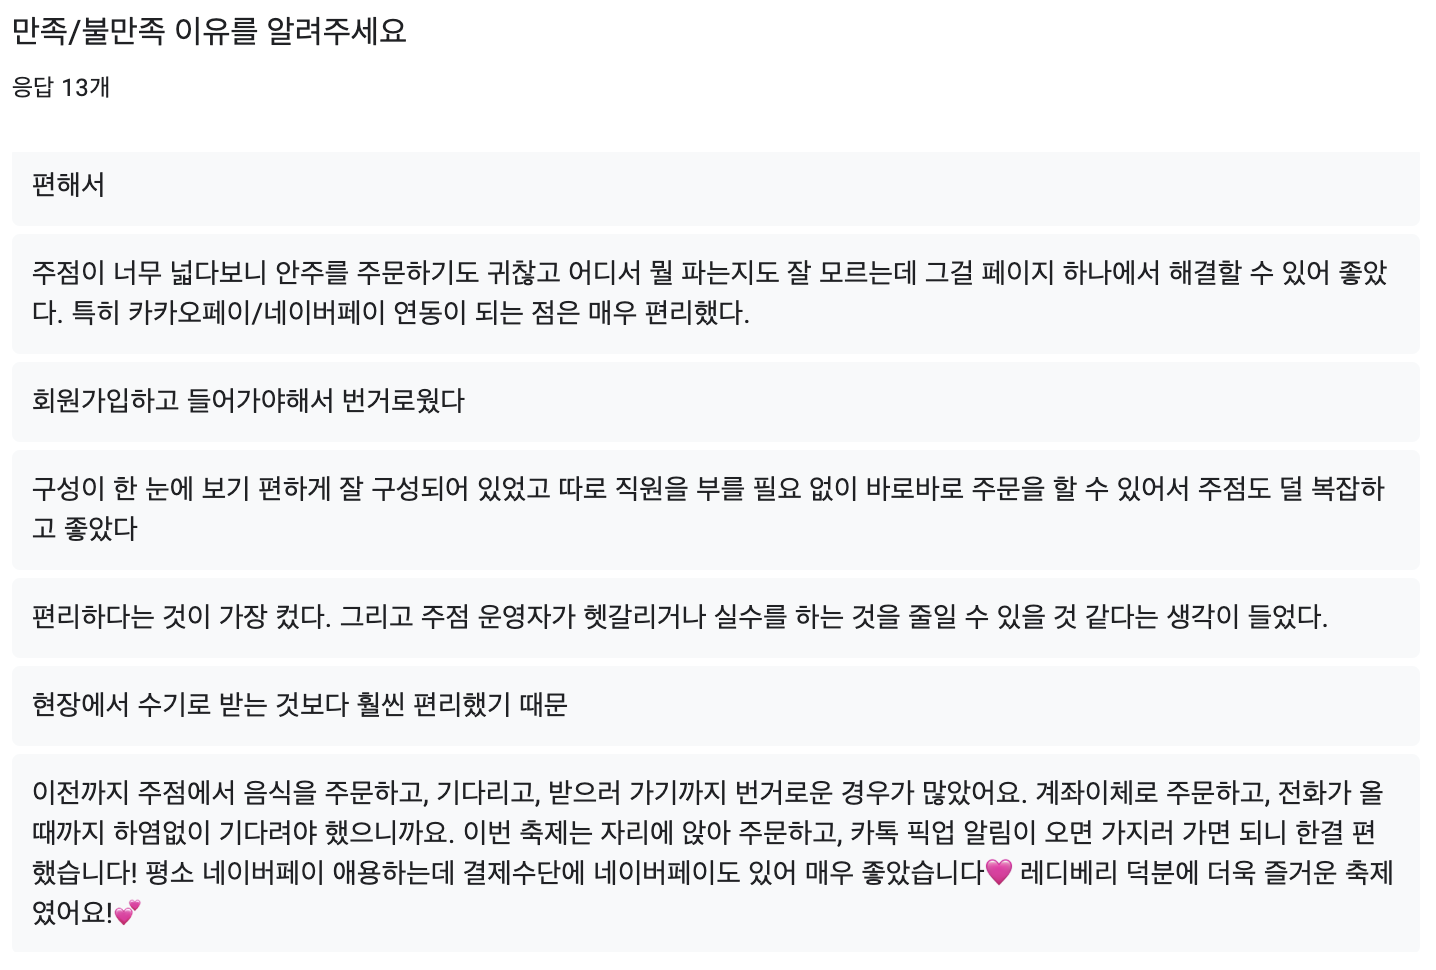 만족/불만족 이유를 알려주세요
응답 13개
편해서
주점이 너무 넓다보니 안주를 주문하기도 귀찮고 어디서 뭘 파는지도 잘 모르는데 그걸 페이지 하나에서 해결할 수 있어 좋았
다. 특히 카카오페이/네이버페이 연동이 되는 점은 매우 편리했다.
회원가입하고 들어가야해서 번거로웠다
구성이 한 눈에 보기 편하게 잘 구성되어 있었고 따로 직원을 부를 필요 없이 바로바로 주문을 할 수 있어서 주점도 덜 복잡하
고 좋았다
편리하다는 것이 가장 컸다. 그리고 주점 운영자가 헷갈리거나 실수를 하는 것을 줄일 수 있을 것 같다는 생각이 들었다.
현장에서 수기로 받는 것보다 훨씬 편리했기 때문
이전까지 주점에서 음식을 주문하고, 기다리고, 받으러 가기까지 번거로운 경우가 많았어요. 계좌이체로 주문하고, 전화가 올
때까지 하염없이 기다려야 했으니까요. 이번 축제는 자리에 앉아 주문하고, 카톡 픽업 알림이 오면 가지러 가면 되니 한결 편
했습니다! 평소 네이버페이 애용하는데 결제수단에 네이버페이도 있어 매우 좋았습니다💗 레디베리 덕분에 더욱 즐거운 축제
였어요!💕